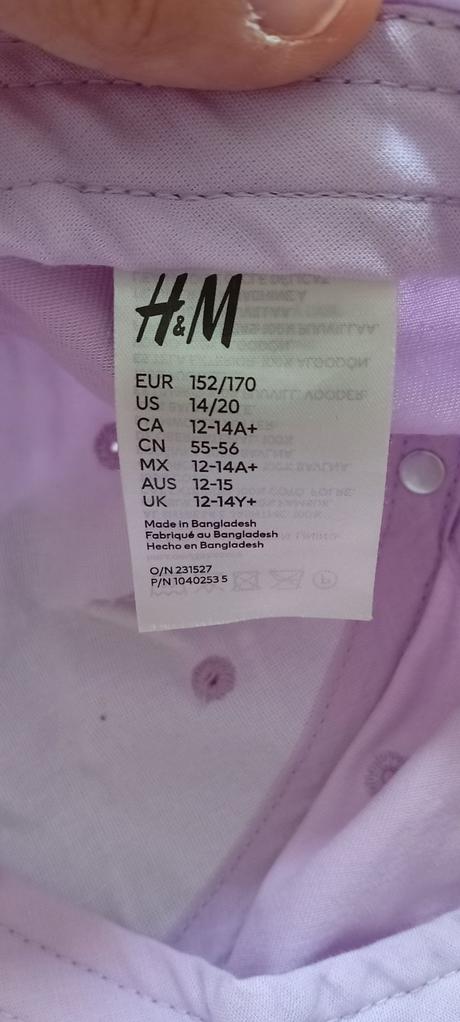 H&M
EUR 152/170
US 14/20
CA 12-14A+
CN 55-56
MX 12-14A+
AUS 12-15
UK 12-14Y+
Made in Bangladesh
Fabriqué au Bangladesh
Hecho en Bangladesh
O/N 231527
P/N 1040253 5